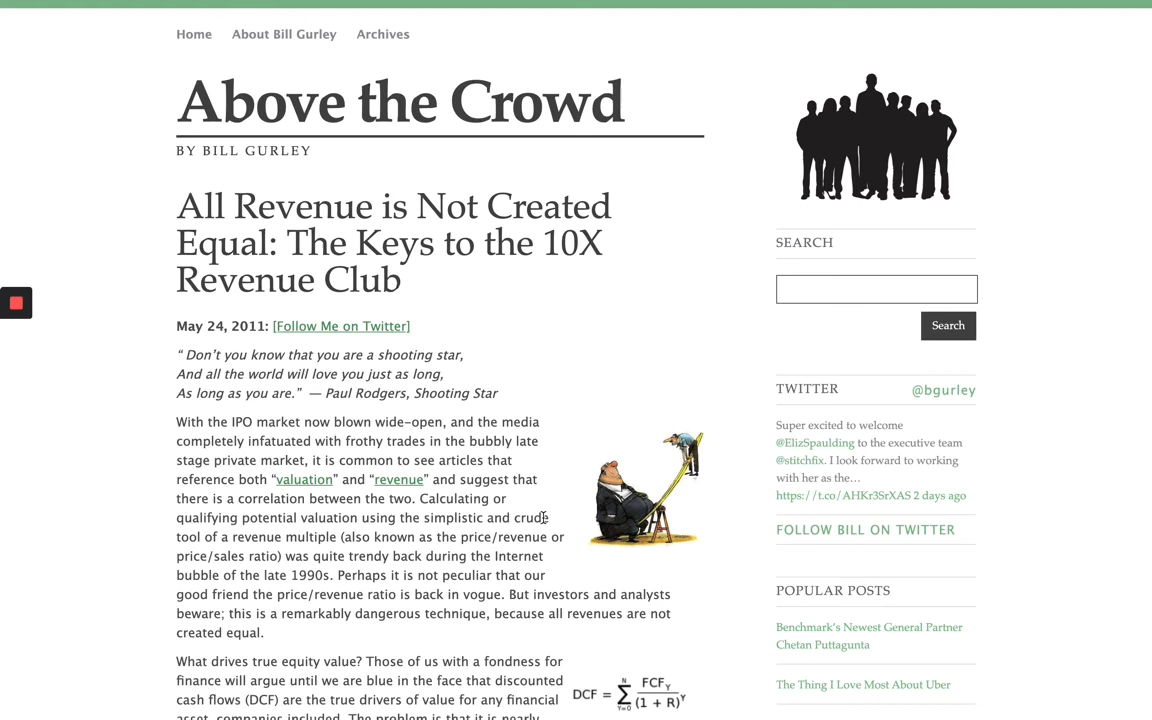 Home About Bill Gurley Archives
Above the Crowd
BY BILL GURLEY
All Revenue is Not Created
Equal: The Keys to the 10X
Revenue Club
May 24, 2011: [Follow Me on Twitter]
“ Don’t you know that you are a shooting star,
And all the world will love you just as long,
As long as you are.” — Paul Rodgers, Shooting Star
With the IPO market now blown wide-open, and the media
completely infatuated with frothy trades in the bubbly late
stage private market, it is common to see articles that
reference both “valuation” and “revenue” and suggest that
there is a correlation between the two. Calculating or
qualifying potential valuation using the simplistic and crude
tool of a revenue multiple (also known as the price/revenue or
price/sales ratio) was quite trendy back during the Internet
bubble of the late 1990s. Perhaps it is not peculiar that our
good friend the price/revenue ratio is back in vogue. But investors and analysts
beware; this is a remarkably dangerous technique, because all revenues are not
created equal.
What drives true equity value? Those of us with a fondness for
finance will argue until we are blue in the face that discounted
cash flows (DCF) are the true drivers of value for any financial
asset, companies included. The problem is that it is nearly
DCF = N ∑ Y=0 FCF_Y / (1 + R)^Y
SEARCH
Search
TWITTER @bgurley
Super excited to welcome
@ElizSpaulding to the executive team
@stitchfix. I look forward to working
with her as the…
https://t.co/AHKr3SrXAS 2 days ago
FOLLOW BILL ON TWITTER
POPULAR POSTS
Benchmark’s Newest General Partner
Chetan Puttagunta
The Thing I Love Most About Uber